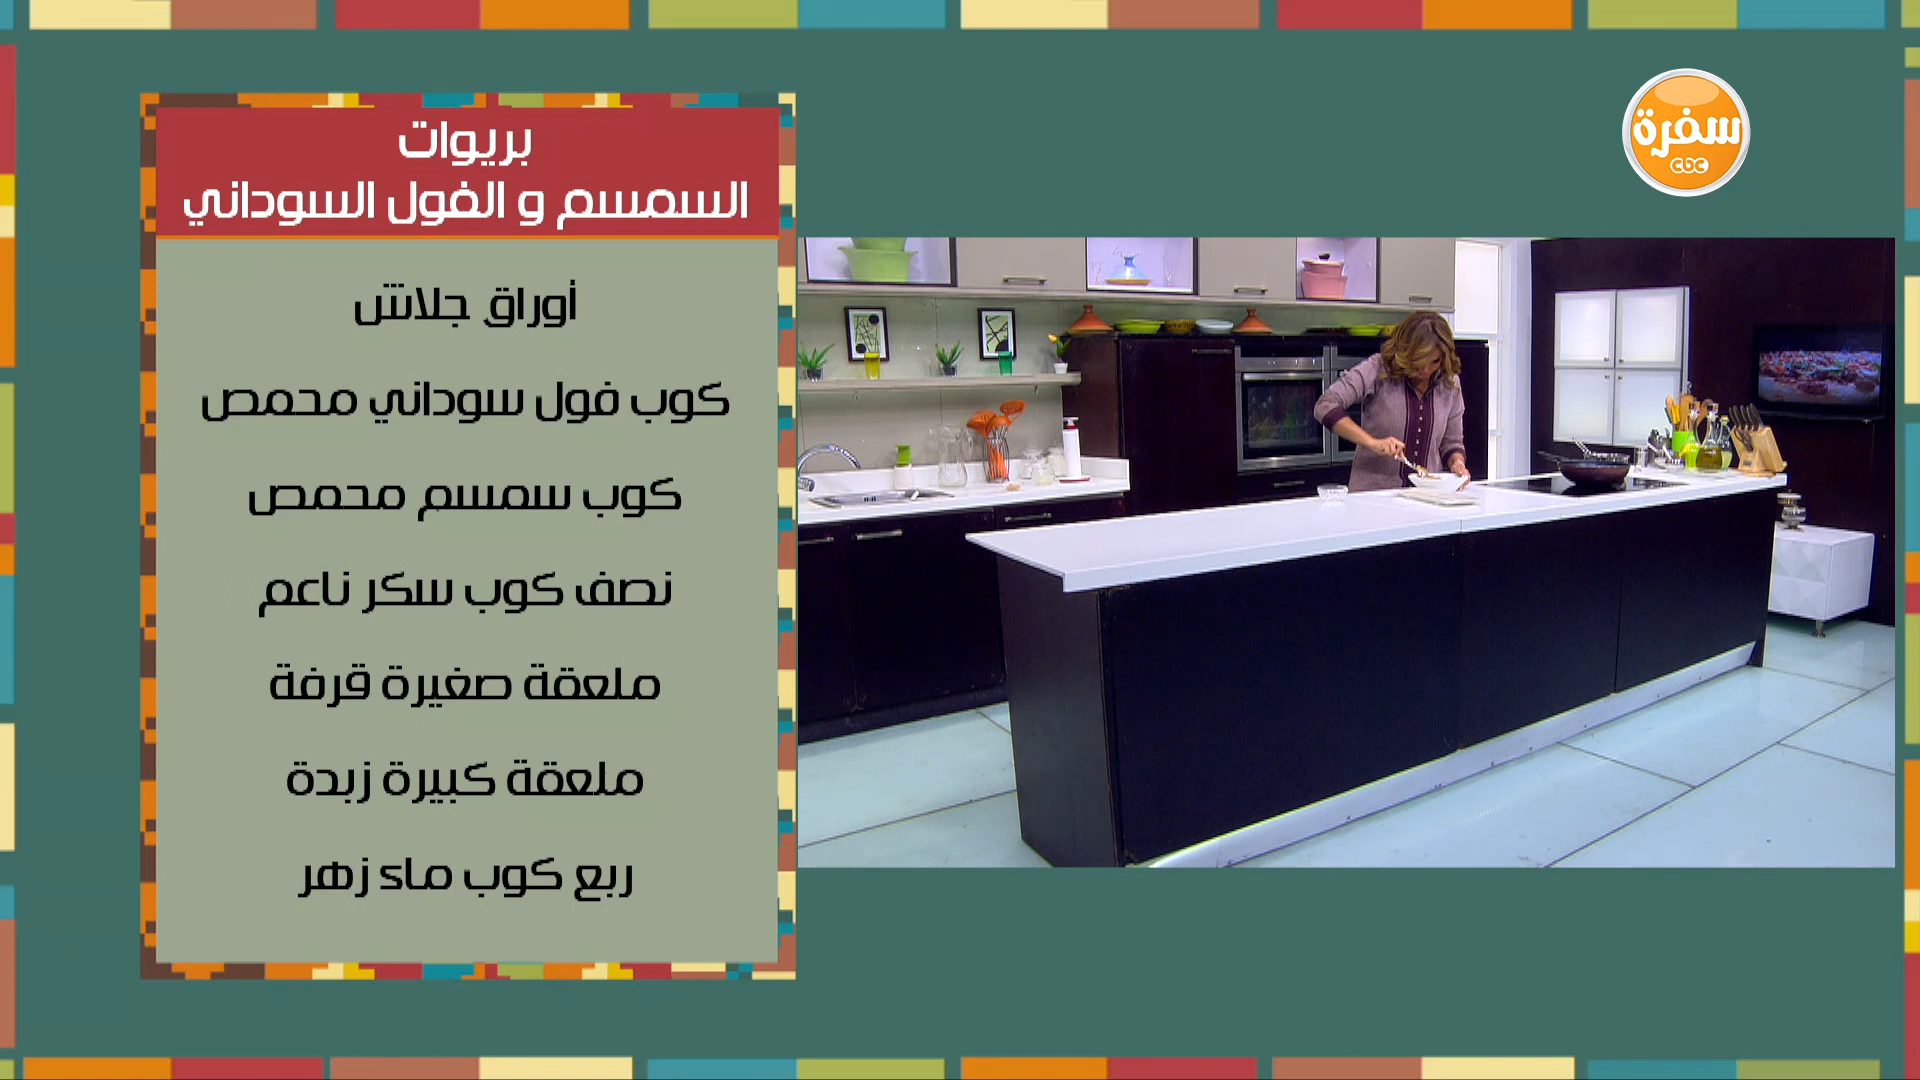 بريوات
السمسم و الفول السوداني
أوراق جلاش
كوب فول سوداني محمص
كوب سمسم محمص
نصف كوب سكر ناعم
ملعقة صغيرة قرفة
ملعقة كبيرة زبدة
ربع كوب ماء زهر
سفرة
CBC